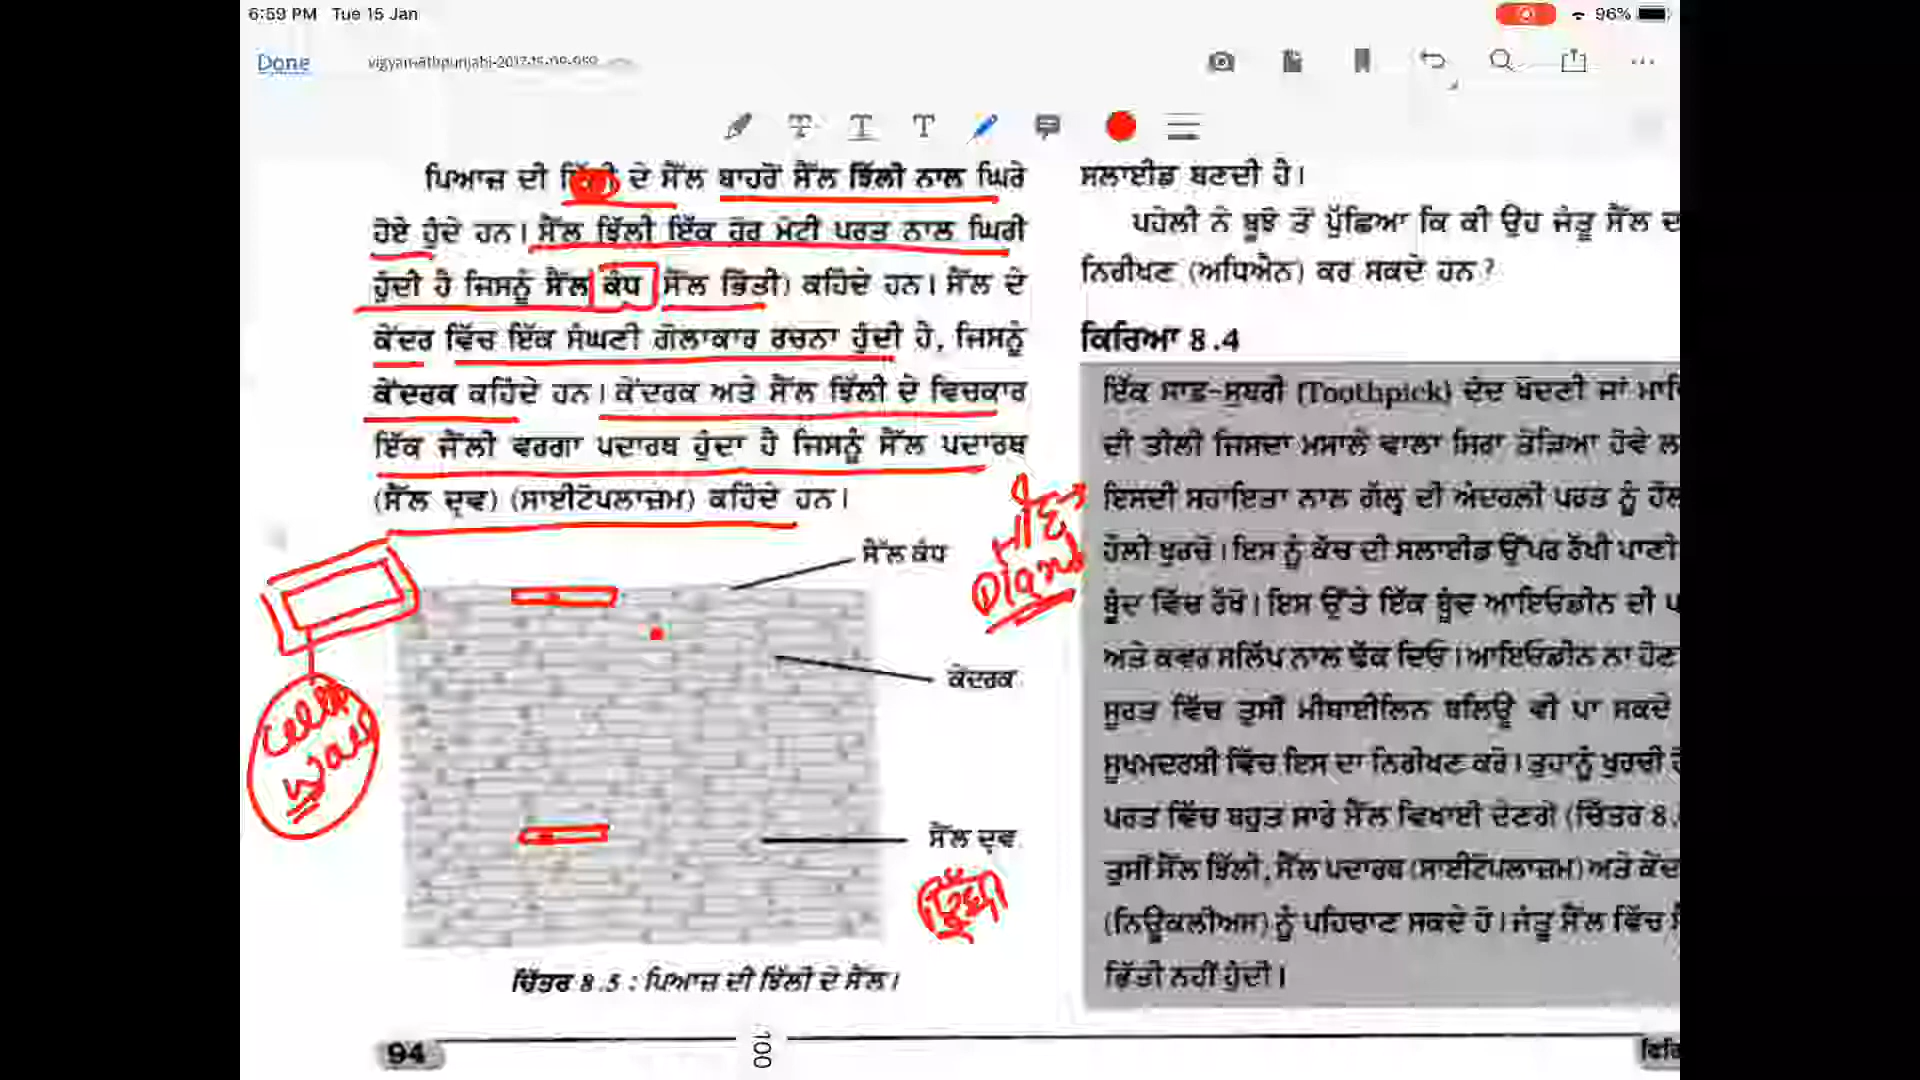 6:59 PM Tue 15 Jan
96%
Done
ਪਿਆਜ਼ ਦੀ ਦੇ ਸੈੱਲ ਬਾਹਰੋਂ ਸੈੱਲ ਝਿੱਲੀ ਨਾਲ ਘਿਰੇ
ਹੋਏ ਹੁੰਦੇ ਹਨ। ਸੈੱਲ ਝਿੱਲੀ ਇੱਕ ਹੋਰ ਮੋਟੀ ਪਰਤ ਨਾਲ ਘਿਰੀ
ਹੁੰਦੀ ਹੈ ਜਿਸਨੂੰ ਸੈੱਲ ਕੰਧ ਸੈੱਲ ਭਿੱਤੀ) ਕਹਿੰਦੇ ਹਨ। ਸੈੱਲ ਦੇ
ਕੇਂਦਰ ਵਿੱਚ ਇੱਕ ਸੰਘਣੀ ਗੋਲਾਕਾਰ ਰਚਨਾ ਹੁੰਦੀ ਹੈ, ਜਿਸਨੂੰ
ਕੇਂਦਰਕ ਕਹਿੰਦੇ ਹਨ। ਕੇਂਦਰਕ ਅਤੇ ਸੈੱਲ ਝਿੱਲੀ ਦੇ ਵਿਚਕਾਰ
ਇੱਕ ਜੈਲੀ ਵਰਗਾ ਪਦਾਰਥ ਹੁੰਦਾ ਹੈ ਜਿਸਨੂੰ ਸੈੱਲ ਪਦਾਰਥ
(ਸੈੱਲ ਦ੍ਰਵ) (ਸਾਈਟੋਪਲਾਜ਼ਮ) ਕਹਿੰਦੇ ਹਨ।
ਸੈੱਲ ਕੰਧ
ਕੇਂਦਰਕ
ਸੈੱਲ ਦ੍ਰਵ
Cell
Wall
ਚਿੱਤਰ 8.5 : ਪਿਆਜ਼ ਦੀ ਝਿੱਲੀ ਦੇ ਸੈੱਲ।
94
100
ਸਲਾਈਡ ਬਣਦੀ ਹੈ।
ਪਹੇਲੀ ਨੇ ਬੂਝੋ ਤੋਂ ਪੁੱਛਿਆ ਕਿ ਕੀ ਉਹ ਜੰਤੂ ਸੈੱਲ ਦ
ਨਿਰੀਖਣ (ਅਧਿਐਨ) ਕਰ ਸਕਦੇ ਹਨ?
ਕਿਰਿਆ 8.4
ਇੱਕ ਸਾਫ਼-ਸੁਥਰੀ (Toothpick) ਦੰਦ ਖੋਦਣੀ ਜਾਂ ਮਾਚਿ
ਦੀ ਤੀਲੀ ਜਿਸਦਾ ਮਸਾਲੇ ਵਾਲਾ ਸਿਰਾ ਤੋੜਿਆ ਹੋਵੇ ਲ
ਇਸਦੀ ਸਹਾਇਤਾ ਨਾਲ ਗੱਲ੍ਹ ਦੀ ਅੰਦਰਲੀ ਪਰਤ ਨੂੰ ਹੌਲ
ਹੌਲੀ ਖੁਰਚੋ। ਇਸ ਨੂੰ ਕੱਚ ਦੀ ਸਲਾਈਡ ਉੱਪਰ ਰੱਖੀ ਪਾਣੀ
ਬੂੰਦ ਵਿੱਚ ਰੱਖੋ। ਇਸ ਉੱਤੇ ਇੱਕ ਬੂੰਦ ਆਇਓਡੀਨ ਦੀ ਪ
ਅਤੇ ਕਵਰ ਸਲਿੱਪ ਨਾਲ ਢੱਕ ਦਿਓ। ਆਇਓਡੀਨ ਨਾ ਹੋਣ
ਸੂਰਤ ਵਿੱਚ ਤੁਸੀਂ ਮੀਥਾਈਲਿਨ ਬਲਿਊ ਵੀ ਪਾ ਸਕਦੇ
ਸੂਖਮਦਰਸ਼ੀ ਵਿੱਚ ਇਸ ਦਾ ਨਿਰੀਖਣ ਕਰੋ। ਤੁਹਾਨੂੰ ਖੁਰਚੀ ਹੋ
ਪਰਤ ਵਿੱਚ ਬਹੁਤ ਸਾਰੇ ਸੈੱਲ ਵਿਖਾਈ ਦੇਣਗੇ (ਚਿੱਤਰ 8.
ਤੁਸੀਂ ਸੈੱਲ ਝਿੱਲੀ, ਸੈੱਲ ਪਦਾਰਥ (ਸਾਈਟੋਪਲਾਜ਼ਮ) ਅਤੇ ਕੇਂਦ
(ਨਿਊਕਲੀਅਸ) ਨੂੰ ਪਹਿਚਾਣ ਸਕਦੇ ਹੋ। ਜੰਤੂ ਸੈੱਲ ਵਿੱਚ ਸੈ
ਭਿੱਤੀ ਨਹੀਂ ਹੁੰਦੀ।